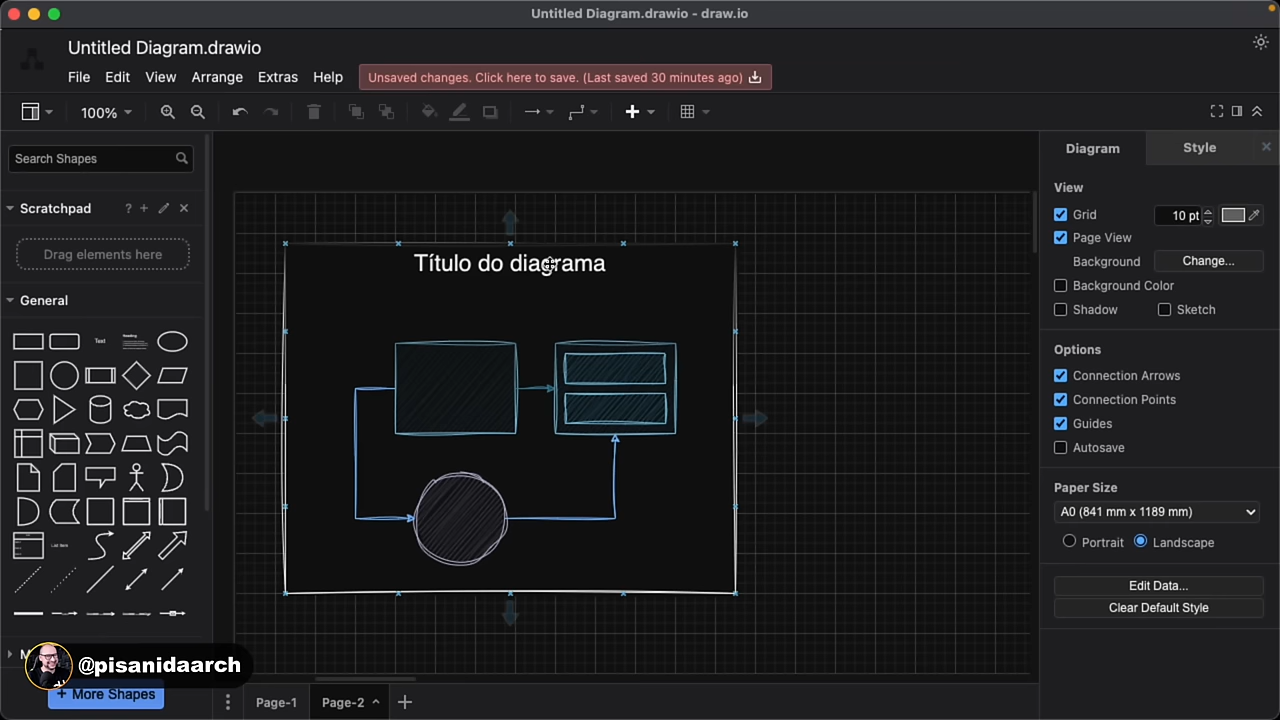 Untitled Diagram.drawio - draw.io
Untitled Diagram.drawio
File Edit View Arrange Extras Help
Unsaved changes. Click here to save. (Last saved 30 minutes ago)
100%
Search Shapes
Scratchpad
? + ✕
Drag elements here
General
Text
Heading
List Item
@pisanidaarch
+ More Shapes
Título do diagrama
Page-1
Page-2
Diagram
Style
View
Grid
10 pt
Page View
Background
Change...
Background Color
Shadow
Sketch
Options
Connection Arrows
Connection Points
Guides
Autosave
Paper Size
A0 (841 mm x 1189 mm)
Portrait
Landscape
Edit Data...
Clear Default Style